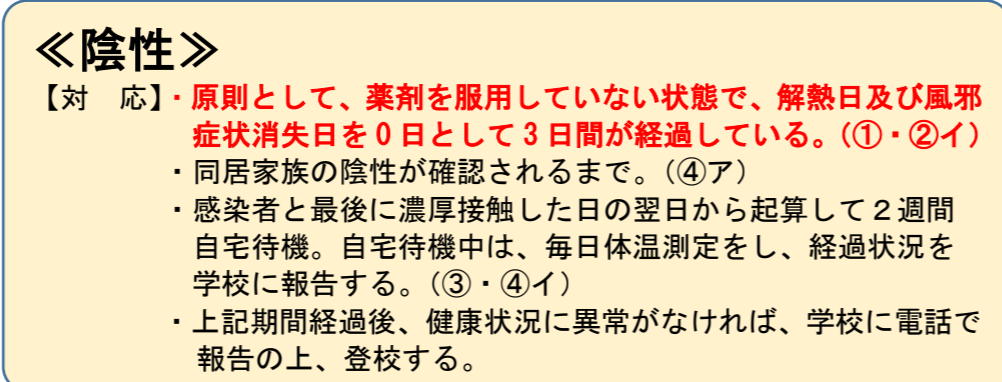 ≪陰性≫
【対　応】・原則として、薬剤を服用していない状態で、解熱日及び風邪
症状消失日を0日として3日間が経過している。（①・②イ）
・同居家族の陰性が確認されるまで。（④ア）
・感染者と最後に濃厚接触した日の翌日から起算して２週間
自宅待機。自宅待機中は、毎日体温測定をし、経過状況を
学校に報告する。（③・④イ）
・上記期間経過後、健康状況に異常がなければ、学校に電話で
報告の上、登校する。